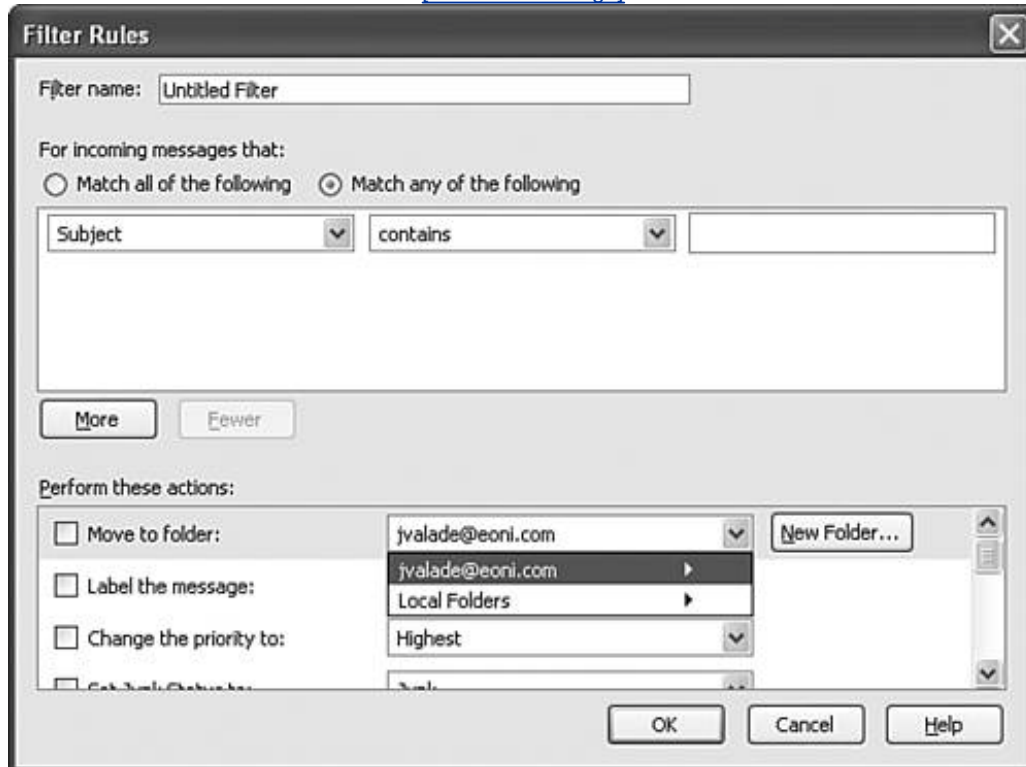 Filter Rules
Filter name: Untitled Filter
For incoming messages that:
Match all of the following Match any of the following
Subject contains
More Fewer
Perform these actions:
Move to folder: jvalade@eoni.com New Folder...
jvalade@eoni.com
Label the message:
Local Folders
Change the priority to: Highest
OK Cancel Help